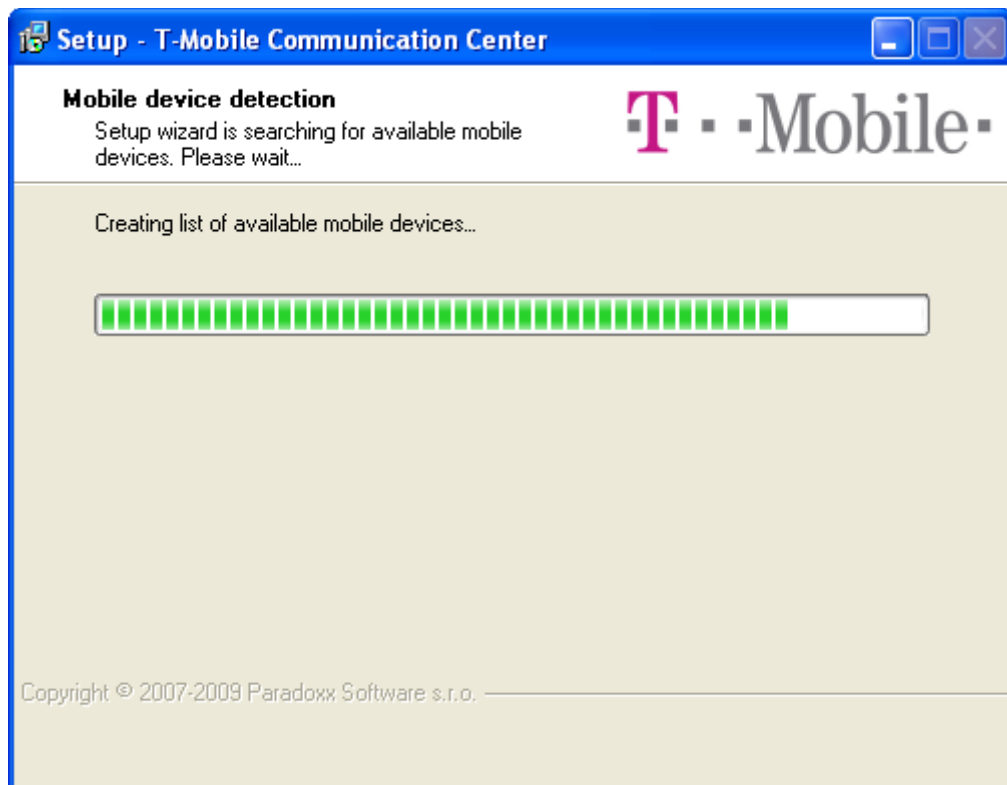 Setup - T-Mobile Communication Center
Mobile device detection
Setup wizard is searching for available mobile
devices. Please wait...
T · · ·Mobile·
Creating list of available mobile devices...
Copyright © 2007-2009 Paradoxx Software s.r.o.